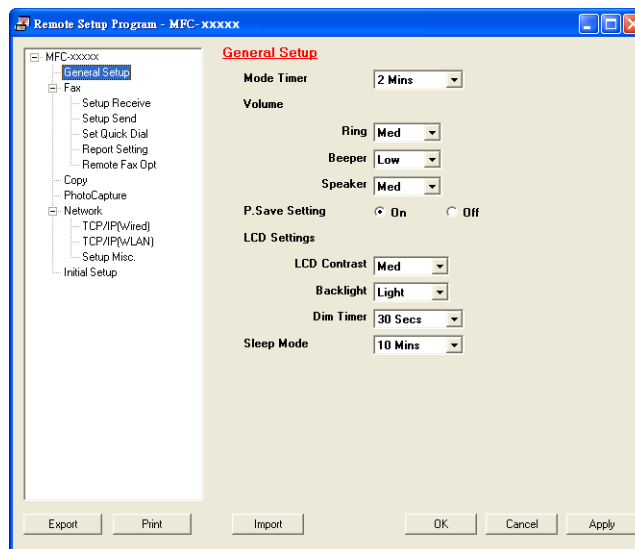 Remote Setup Program - MFC-xxxxx
MFC-xxxxx
General Setup
Fax
Setup Receive
Setup Send
Set Quick Dial
Report Setting
Remote Fax Opt
Copy
PhotoCapture
Network
TCP/IP(Wired)
TCP/IP(WLAN)
Setup Misc.
Initial Setup
General Setup
Mode Timer 2 Mins
Volume
Ring Med
Beeper Low
Speaker Med
P.Save Setting On Off
LCD Settings
LCD Contrast Med
Backlight Light
Dim Timer 30 Secs
Sleep Mode 10 Mins
Export Print Import OK Cancel Apply